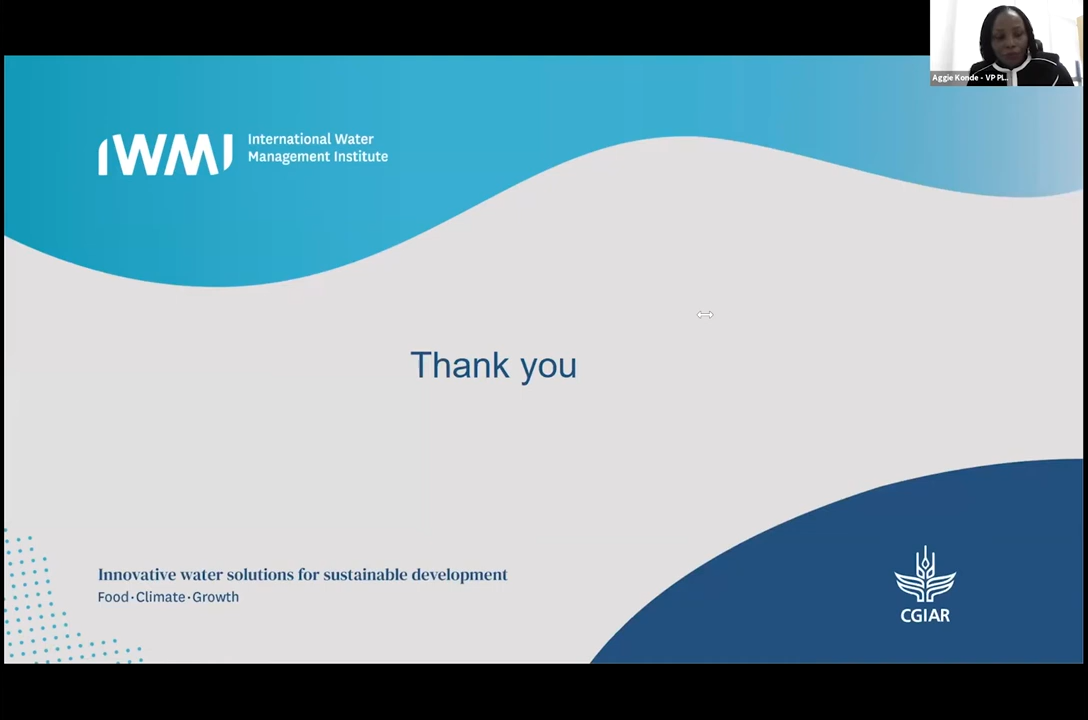 Aggie Konde - VP Pl...
IWMI
International Water
Management Institute
Thank you
Innovative water solutions for sustainable development
Food·Climate·Growth
CGIAR